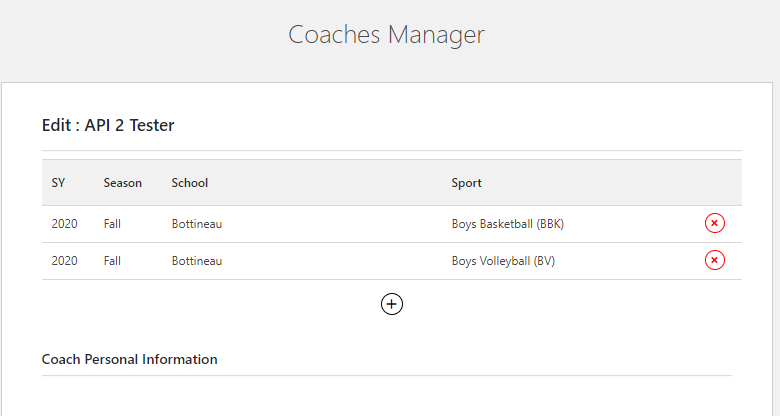 Coaches Manager
Edit : API 2 Tester
SY Season School Sport
2020 Fall Bottineau Boys Basketball (BBK)
2020 Fall Bottineau Boys Volleyball (BV)
Coach Personal Information